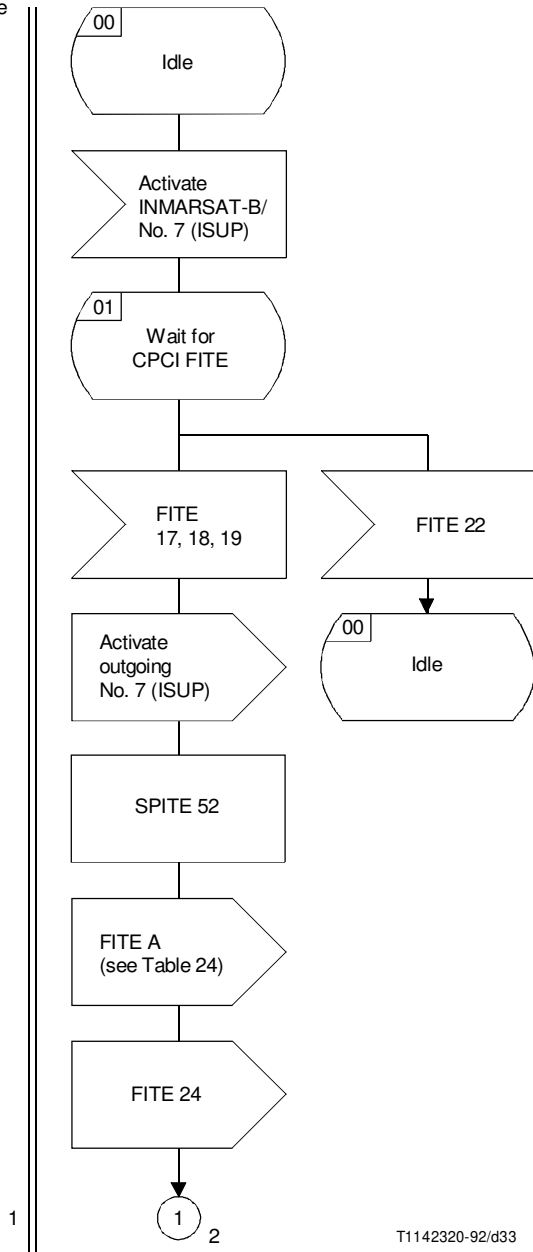 e
00
Idle
Activate
INMARSAT-B/
No. 7 (ISUP)
01
Wait for
CPCI FITE
FITE
17, 18, 19
FITE 22
Activate
outgoing
No. 7 (ISUP)
00
Idle
SPITE 52
FITE A
(see Table 24)
FITE 24
1
1
2
T1142320-92/d33